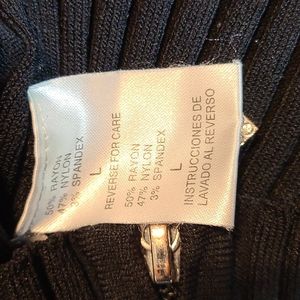 50% RAYON
47% NYLON
3% SPANDEX
L
REVERSE FOR CARE
50% RAYON
47% NYLON
3% SPANDEX
L
INSTRUCCIONES DE
LAVADO AL REVERSO